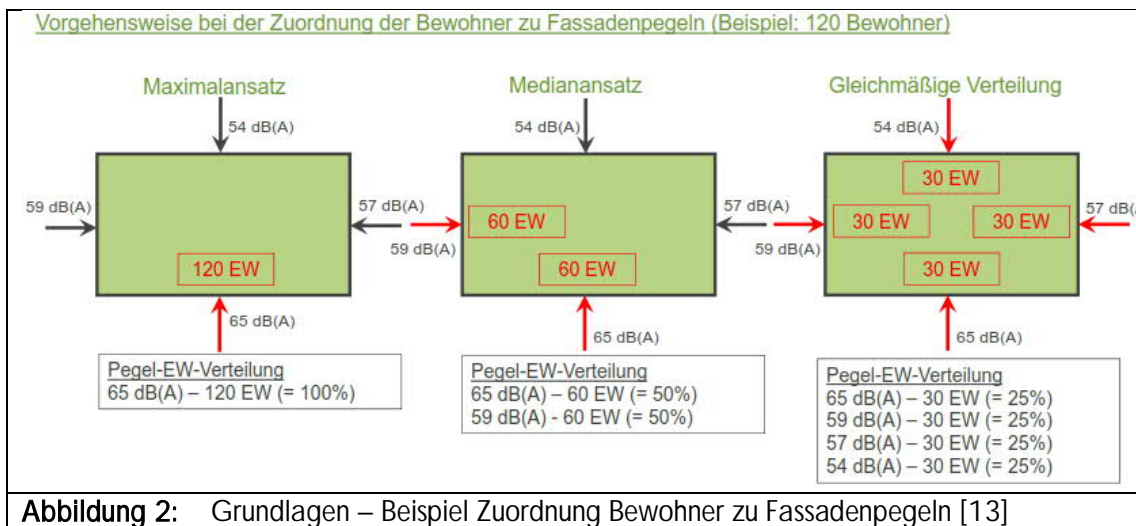 Vorgehensweise bei der Zuordnung der Bewohner zu Fassadenpegeln (Beispiel: 120 Bewohner)
Maximalansatz
54 dB(A)
59 dB(A)
57 dB(A)
120 EW
65 dB(A)
Pegel-EW-Verteilung
65 dB(A) – 120 EW (= 100%)
Medianansatz
54 dB(A)
59 dB(A)
57 dB(A)
60 EW
60 EW
65 dB(A)
Pegel-EW-Verteilung
65 dB(A) – 60 EW (= 50%)
59 dB(A) - 60 EW (= 50%)
Gleichmäßige Verteilung
54 dB(A)
59 dB(A)
57 dB(A
30 EW
30 EW
30 EW
30 EW
65 dB(A)
Pegel-EW-Verteilung
65 dB(A) – 30 EW (= 25%)
59 dB(A) – 30 EW (= 25%)
57 dB(A) – 30 EW (= 25%)
54 dB(A) – 30 EW (= 25%)
Abbildung 2: Grundlagen – Beispiel Zuordnung Bewohner zu Fassadenpegeln [13]